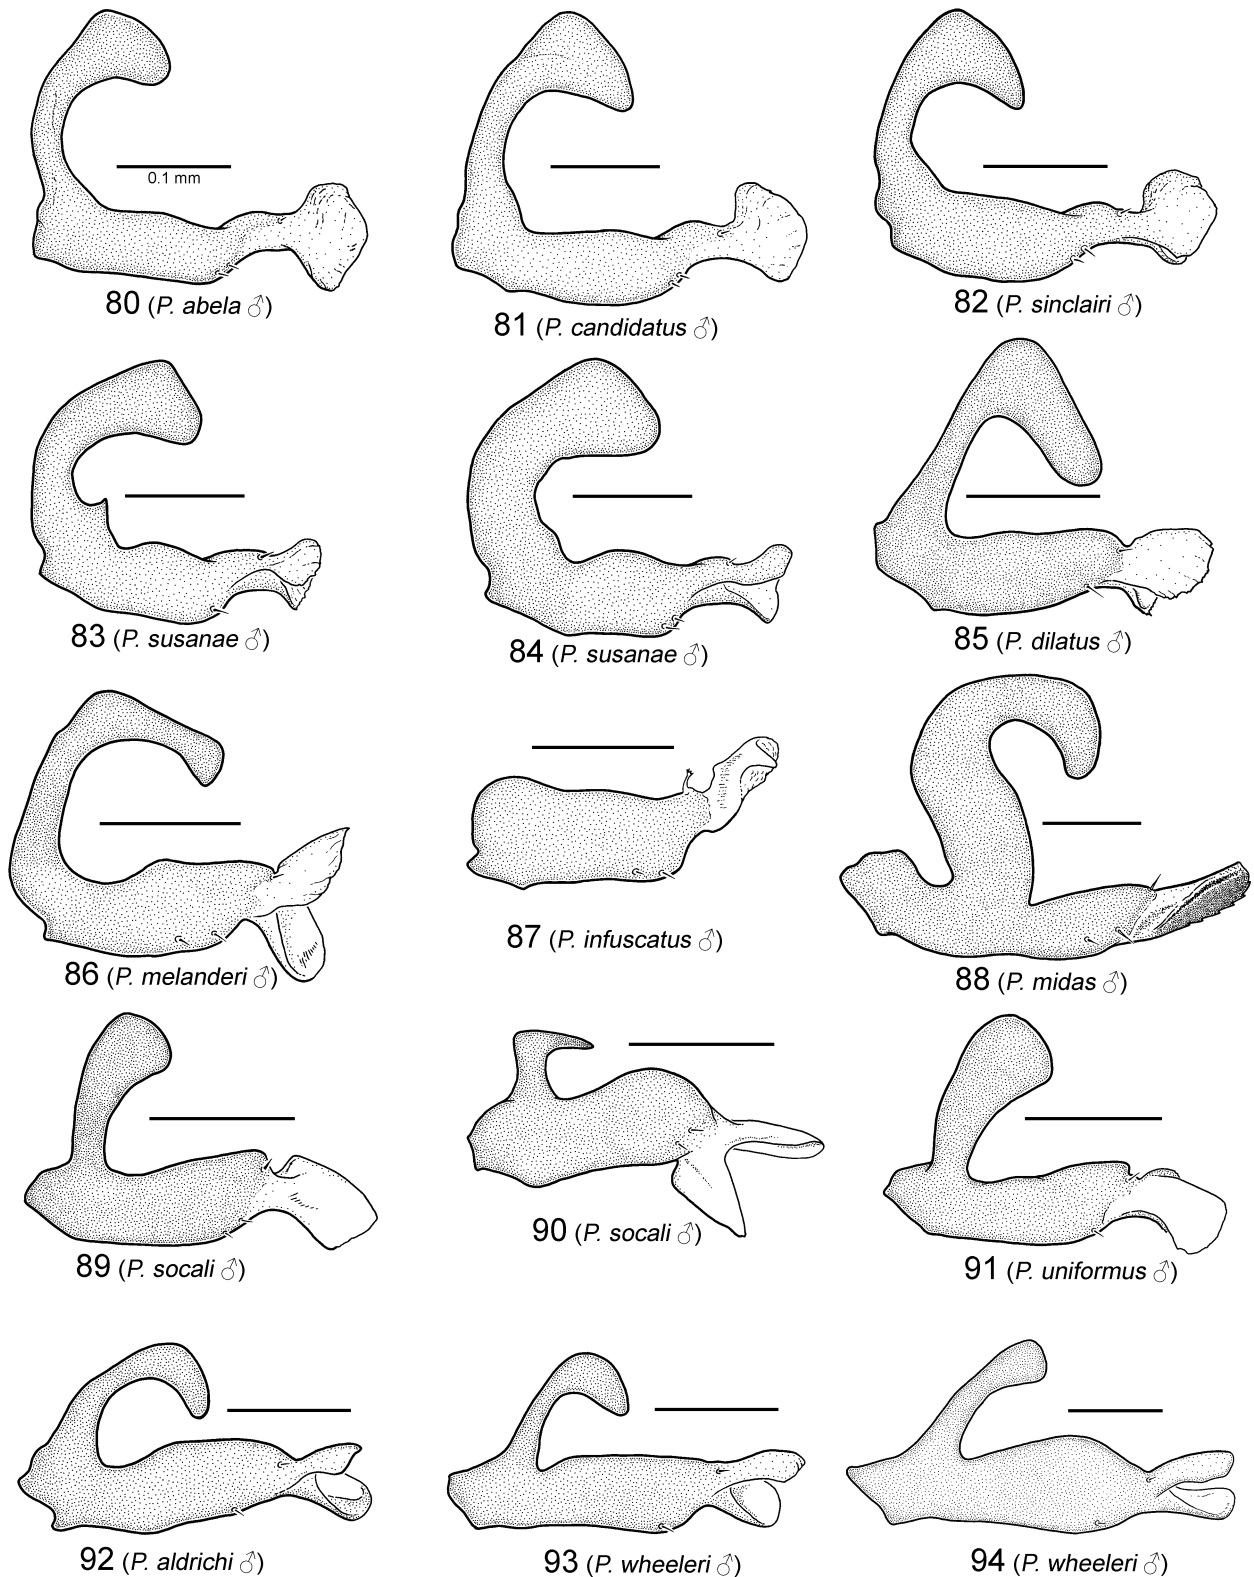 0.1 mm
80 (P. abela ♂)
81 (P. candidatus ♂)
82 (P. sinclairi ♂)
83 (P. susanae ♂)
84 (P. susanae ♂)
85 (P. dilatus ♂)
86 (P. melanderi ♂)
87 (P. infuscatus ♂)
88 (P. midas ♂)
89 (P. socali ♂)
90 (P. socali ♂)
91 (P. uniformus ♂)
92 (P. aldrichi ♂)
93 (P. wheeleri ♂)
94 (P. wheeleri ♂)